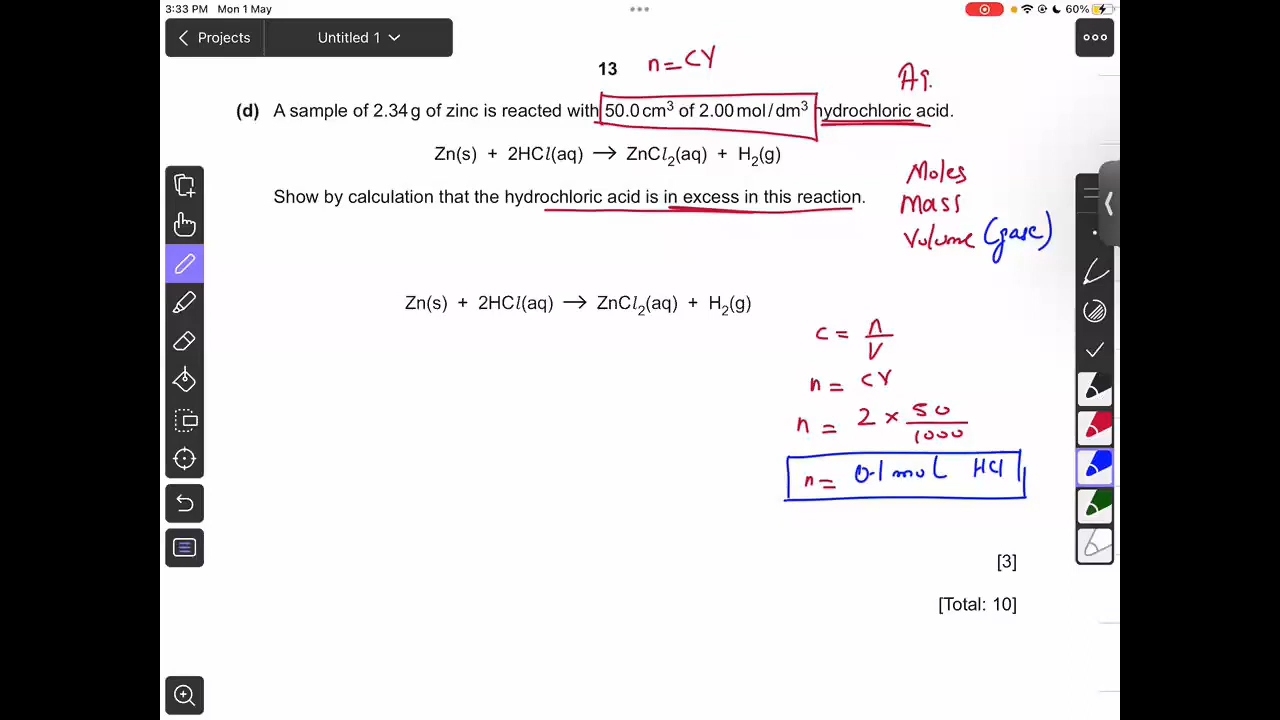 3:33 PM Mon 1 May
60%
Projects
Untitled 1
13 n = CV
Aq.
(d) A sample of 2.34 g of zinc is reacted with 50.0 cm³ of 2.00 mol/dm³ hydrochloric acid.
Zn(s) + 2HCl(aq) → ZnCl₂(aq) + H₂(g)
Moles
Show by calculation that the hydrochloric acid is in excess in this reaction.
Mass
Volume (gase)
Zn(s) + 2HCl(aq) → ZnCl₂(aq) + H₂(g)
c = n/V
n = CV
n = 2 × 50/1000
n = 0.1 mol HCl
[3]
[Total: 10]